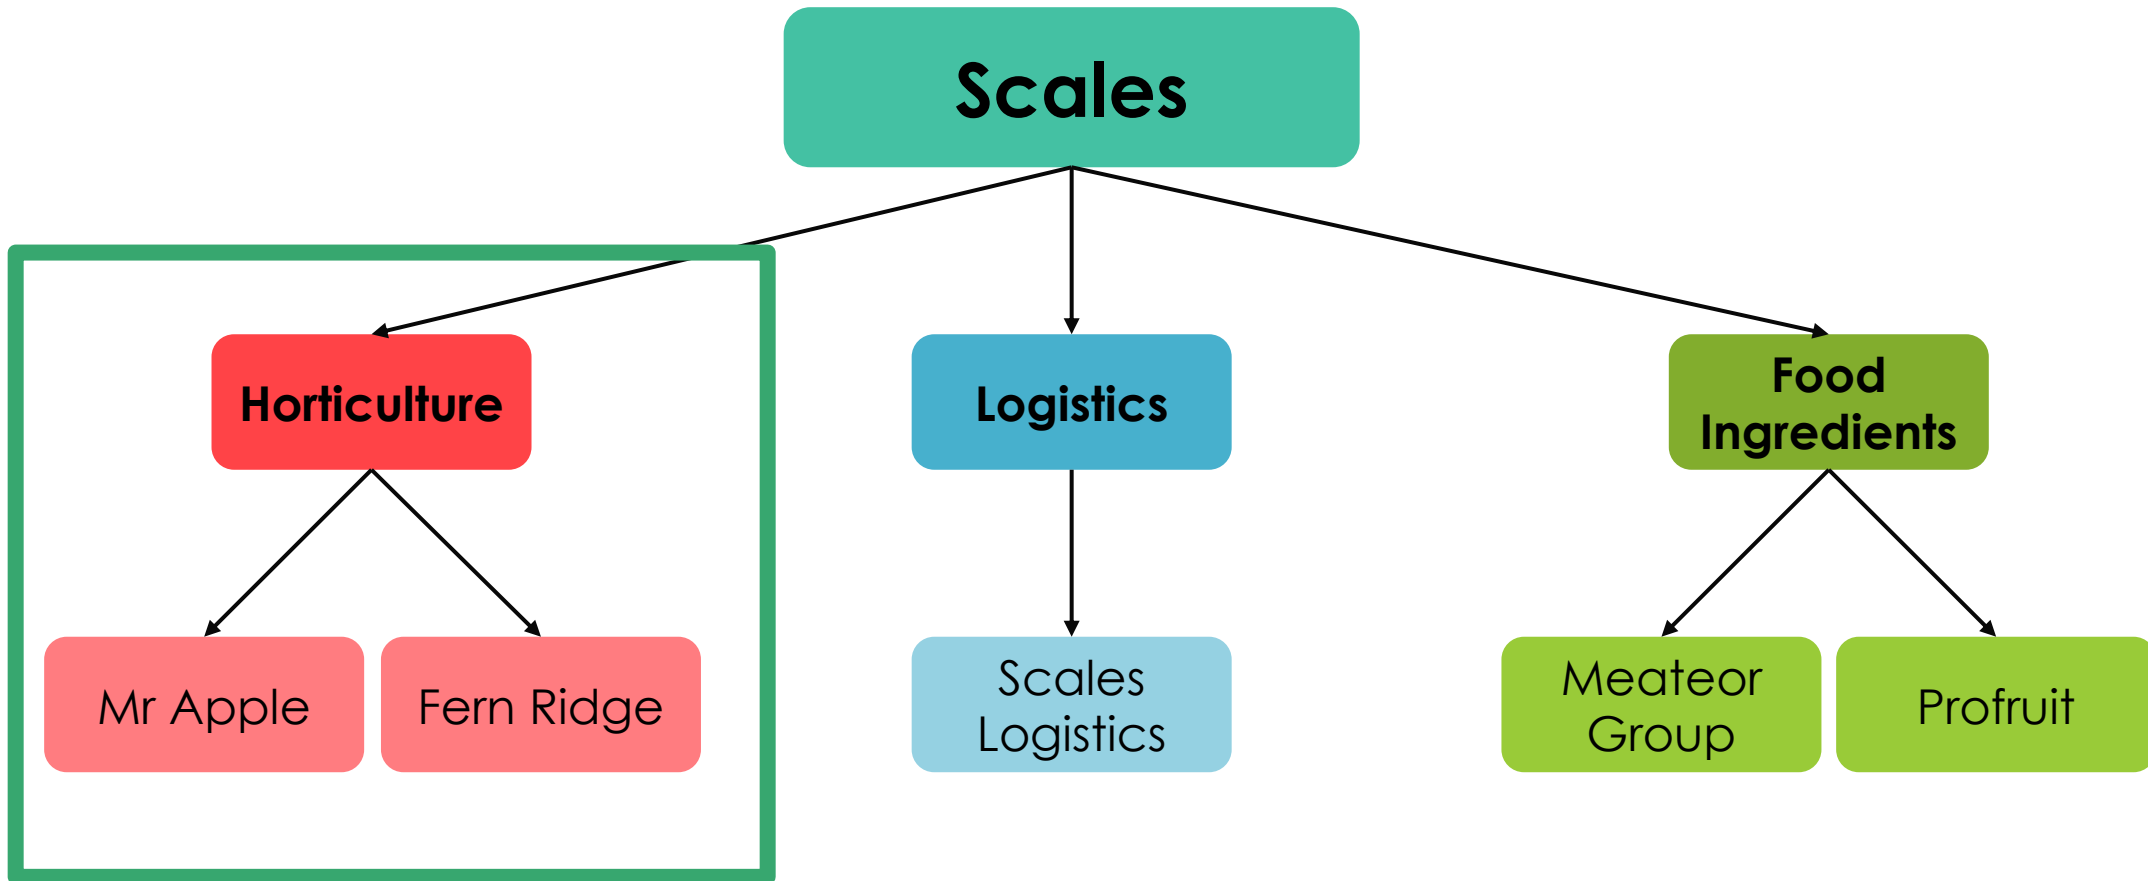 Scales
Horticulture
Logistics
Food
Ingredients
Mr Apple
Fern Ridge
Scales
Logistics
Meateor
Group
Profruit